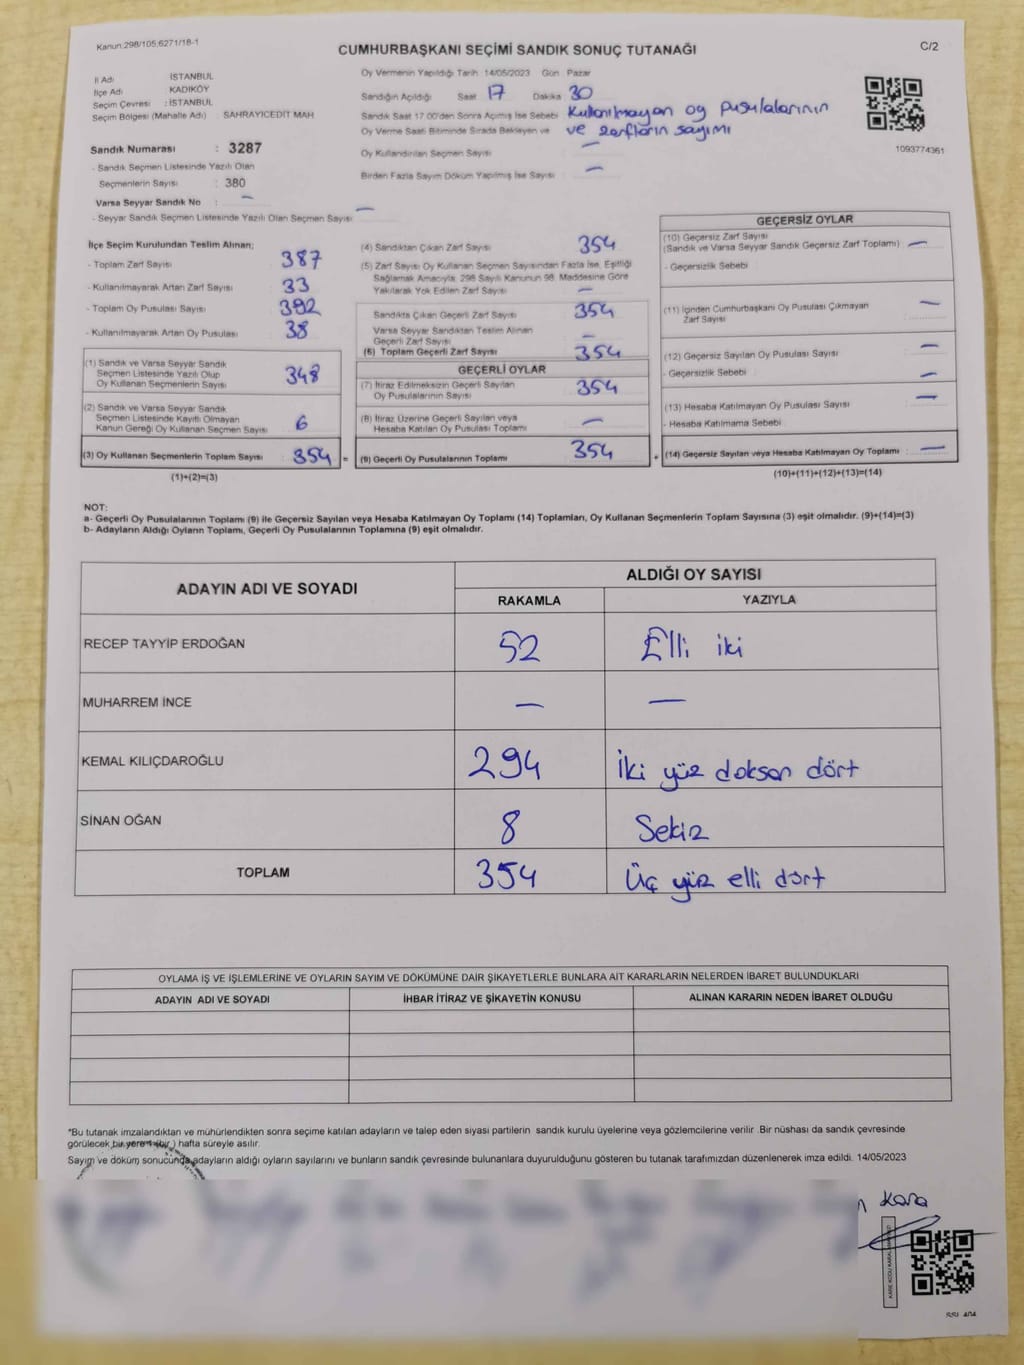 Kanun:298/105,6271/18-1
CUMHURBAŞKANI SEÇİMİ SANDIK SONUÇ TUTANAĞI
C/2
İl Adı İSTANBUL
İlçe Adı KADIKÖY
Seçim Çevresi : İSTANBUL
Seçim Bölgesi (Mahalle Adı) SAHRAYICEDİT MAH
Sandık Numarası : 3287
- Sandık Seçmen Listesinde Yazılı Olan
Seçmenlerin Sayısı : 380
Varsa Seyyar Sandık No : —
- Seyyar Sandık Seçmen Listesinde Yazılı Olan Seçmen Sayısı —
Oy Vermenin Yapıldığı Tarih 14/05/2023 Gün Pazar
Sandığın Açıldığı Saat 17 Dakika 30
Sandık Saat 17.00'den Sonra Açımış İse Sebebi Kullanılmayan oy pusulalarının
Oy Verme Saati Bitiminde Sırada Bekleyen ve ve zarfların sayımı
Oy Kullandırılan Seçmen Sayısı —
Birden Fazla Sayım Döküm Yapılmış İse Sayısı —
1093774361
İlçe Seçim Kurulundan Teslim Alınan;
- Toplam Zarf Sayısı 387
- Kullanılmayarak Artan Zarf Sayısı 33
- Toplam Oy Pusulası Sayısı 392
- Kullanılmayarak Artan Oy Pusulası 38
(1) Sandık ve Varsa Seyyar Sandık
Seçmen Listesinde Yazılı Olup
Oy Kullanan Seçmenlerin Sayısı 348
(2) Sandık ve Varsa Seyyar Sandık
Seçmen Listesinde Kayıtlı Olmayan
Kanun Gereği Oy Kullanan Seçmen Sayısı 6
(3) Oy Kullanan Seçmenlerin Toplam Sayısı 354 =
(1)+(2)=(3)
(4) Sandıktan Çıkan Zarf Sayısı 354
(5) Zarf Sayısı Oy Kullanan Seçmen Sayısından Fazla İse, Eşitliği
Sağlamak Amacıyla; 298 Sayılı Kanunun 98. Maddesine Göre
Yakılarak Yok Edilen Zarf Sayısı —
Sandıkta Çıkan Geçerli Zarf Sayısı 354
Varsa Seyyar Sandıktan Teslim Alınan
Geçerli Zarf Sayısı —
(6) Toplam Geçerli Zarf Sayısı 354
GEÇERLİ OYLAR
(7) İtiraz Edilmeksizin Geçerli Sayılan
Oy Pusulalarının Sayısı 354
(8) İtiraz Üzerine Geçerli Sayılan veya
Hesaba Katılan Oy Pusulası Toplamı —
(9) Geçerli Oy Pusulalarının Toplamı 354 +
GEÇERSİZ OYLAR
(10) Geçersiz Zarf Sayısı
(Sandık ve Varsa Seyyar Sandık Geçersiz Zarf Toplamı) —
- Geçersizlik Sebebi
(11) İçinden Cumhurbaşkanı Oy Pusulası Çıkmayan
Zarf Sayısı —
(12) Geçersiz Sayılan Oy Pusulası Sayısı —
- Geçersizlik Sebebi —
(13) Hesaba Katılmayan Oy Pusulası Sayısı —
- Hesaba Katılmama Sebebi
(14) Geçersiz Sayılan veya Hesaba Katılmayan Oy Toplamı : —
(10)+(11)+(12)+(13)=(14)
NOT:
a- Geçerli Oy Pusulalarının Toplamı (9) ile Geçersiz Sayılan veya Hesaba Katılmayan Oy Toplamı (14) Toplamları, Oy Kullanan Seçmenlerin Toplam Sayısına (3) eşit olmalıdır. (9)+(14)=(3)
b- Adayların Aldığı Oyların Toplamı, Geçerli Oy Pusulalarının Toplamına (9) eşit olmalıdır.
ADAYIN ADI VE SOYADI ALDIĞI OY SAYISI
RAKAMLA YAZIYLA
RECEP TAYYİP ERDOĞAN 52 Elli iki
MUHARREM İNCE — —
KEMAL KILIÇDAROĞLU 294 İki yüz doksan dört
SİNAN OĞAN 8 Sekiz
TOPLAM 354 Üç yüz elli dört
OYLAMA İŞ VE İŞLEMLERİNE VE OYLARIN SAYIM VE DÖKÜMÜNE DAİR ŞİKAYETLERLE BUNLARA AİT KARARLARIN NELERDEN İBARET BULUNDUKLARI
ADAYIN ADI VE SOYADI İHBAR İTİRAZ VE ŞİKAYETİN KONUSU ALINAN KARARIN NEDEN İBARET OLDUĞU
*Bu tutanak imzalandıktan ve mühürlendikten sonra seçime katılan adayların ve talep eden siyasi partilerin sandık kurulu üyelerine veya gözlemcilerine verilir .Bir nüshası da sandık çevresinde
görülecek bir yere 1 (bir ) hafta süreyle asılır.
Sayım ve döküm sonucunda adayların aldığı oyların sayılarını ve bunların sandık çevresinde bulunanlara duyurulduğunu gösteren bu tutanak tarafımızdan düzenlenerek imza edildi. 14/05/2023
Kara